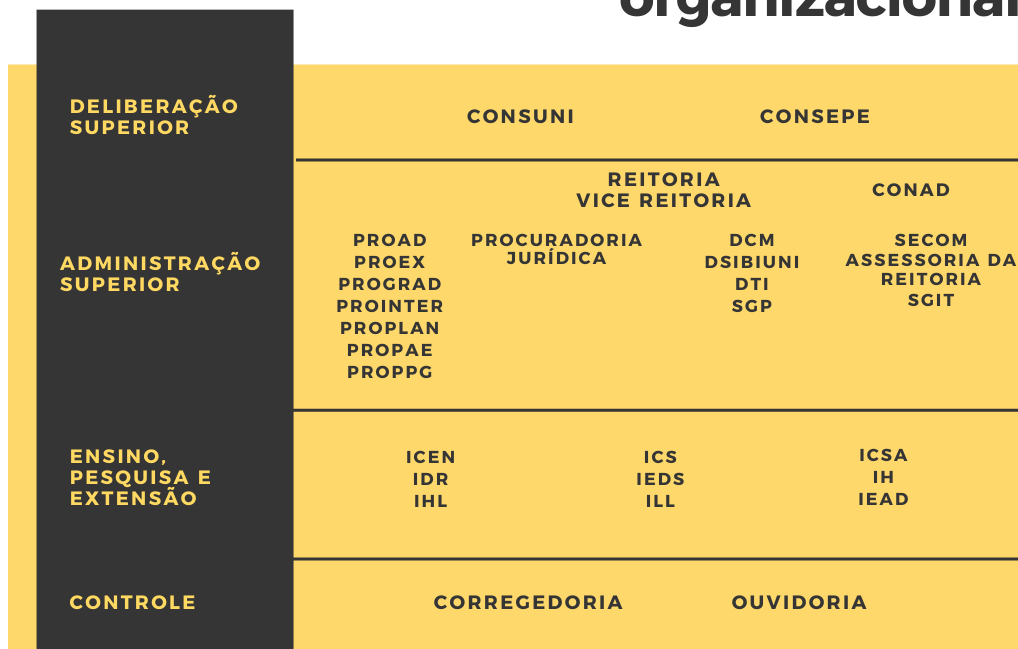 organizacional
DELIBERAÇÃO
SUPERIOR
CONSUNI
CONSEPE
ADMINISTRAÇÃO
SUPERIOR
REITORIA
VICE REITORIA
CONAD
PROAD
PROEX
PROGRAD
PROINTER
PROPLAN
PROPAE
PROPPG
PROCURADORIA
JURÍDICA
DCM
DSIBIUNI
DTI
SGP
SECOM
ASSESSORIA DA
REITORIA
SGIT
ENSINO,
PESQUISA E
EXTENSÃO
ICEN
IDR
IHL
ICS
IEDS
ILL
ICSA
IH
IEAD
CONTROLE
CORREGEDORIA
OUVIDORIA